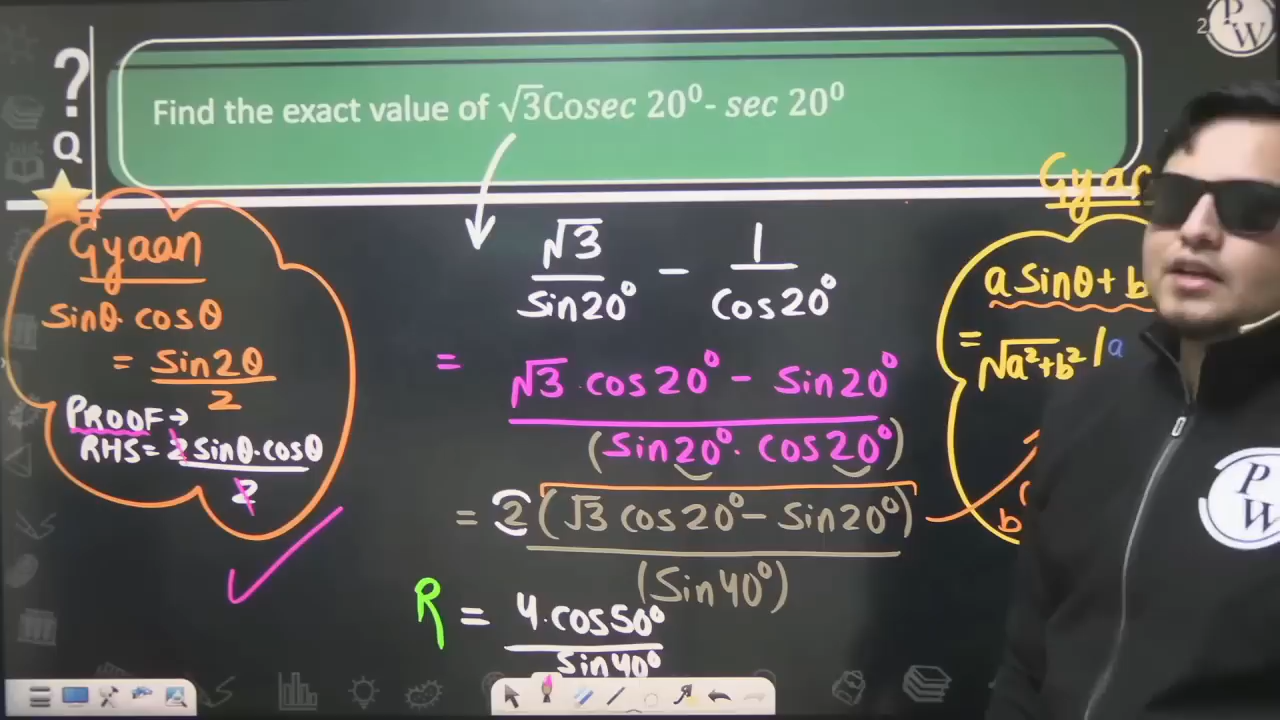 P
W
?
Q
Find the exact value of √3Cosec 20⁰- sec 20⁰
Gyaan
sinθ·cosθ
= sin2θ/2
PROOF→
RHS=2sinθ·cosθ/2
√3/sin20° - 1/cos20°
= √3·cos20° - sin20°/(sin20°·cos20°)
= 2(√3 cos20° - sin20°)/(sin40°)
R = 4·cos50°/sin40°
a sinθ+b
= √a²+b² / a
b
P
W